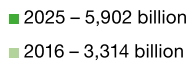 2025 – 5,902 billion
2016 – 3,314 billion